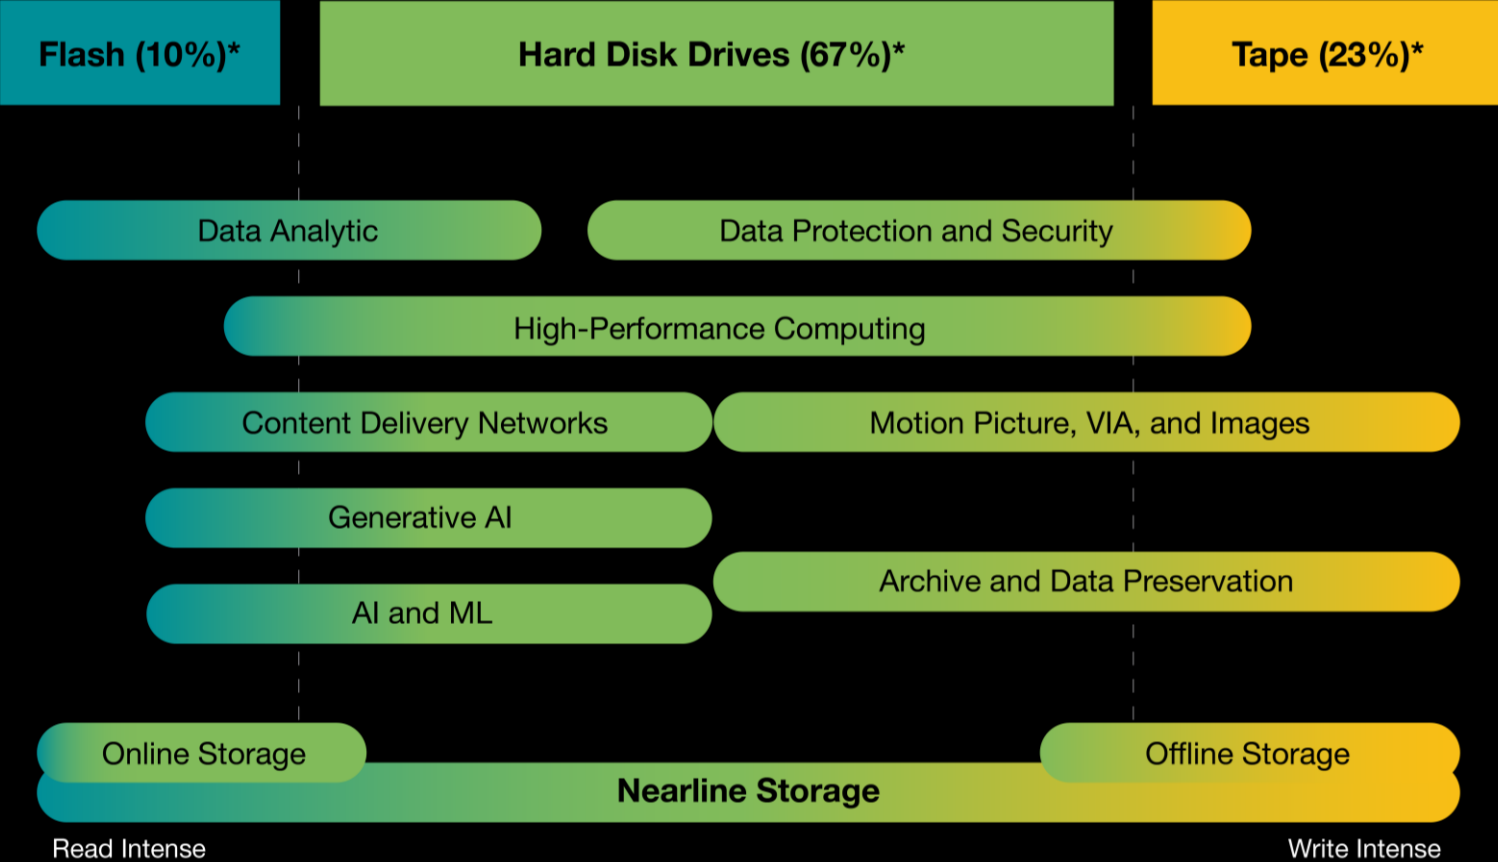 Flash (10%)*
Hard Disk Drives (67%)*
Tape (23%)*
Data Analytic
Data Protection and Security
High-Performance Computing
Content Delivery Networks
Motion Picture, VIA, and Images
Generative AI
Archive and Data Preservation
AI and ML
Online Storage
Offline Storage
Nearline Storage
Read Intense
Write Intense